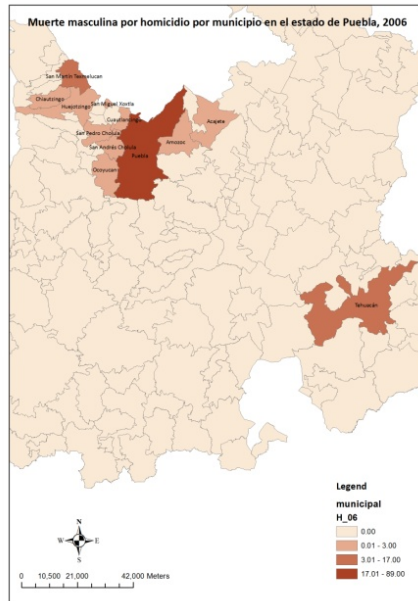 Muerte masculina por homicidio por municipio en el estado de Puebla, 2006
San Martín Texmelucan
Chiautzingo
Huejotzingo
San Miguel Xoxtla
Cuautlancingo
San Pedro Cholula
San Andrés Cholula
Ocoyucan
Puebla
Amozoc
Acajete
Tehuacán
Legend
municipal
H_06
0.00
0.01 - 3.00
3.01 - 17.00
17.01 - 89.00
N
W E
S
0 10,500 21,000 42,000 Meters